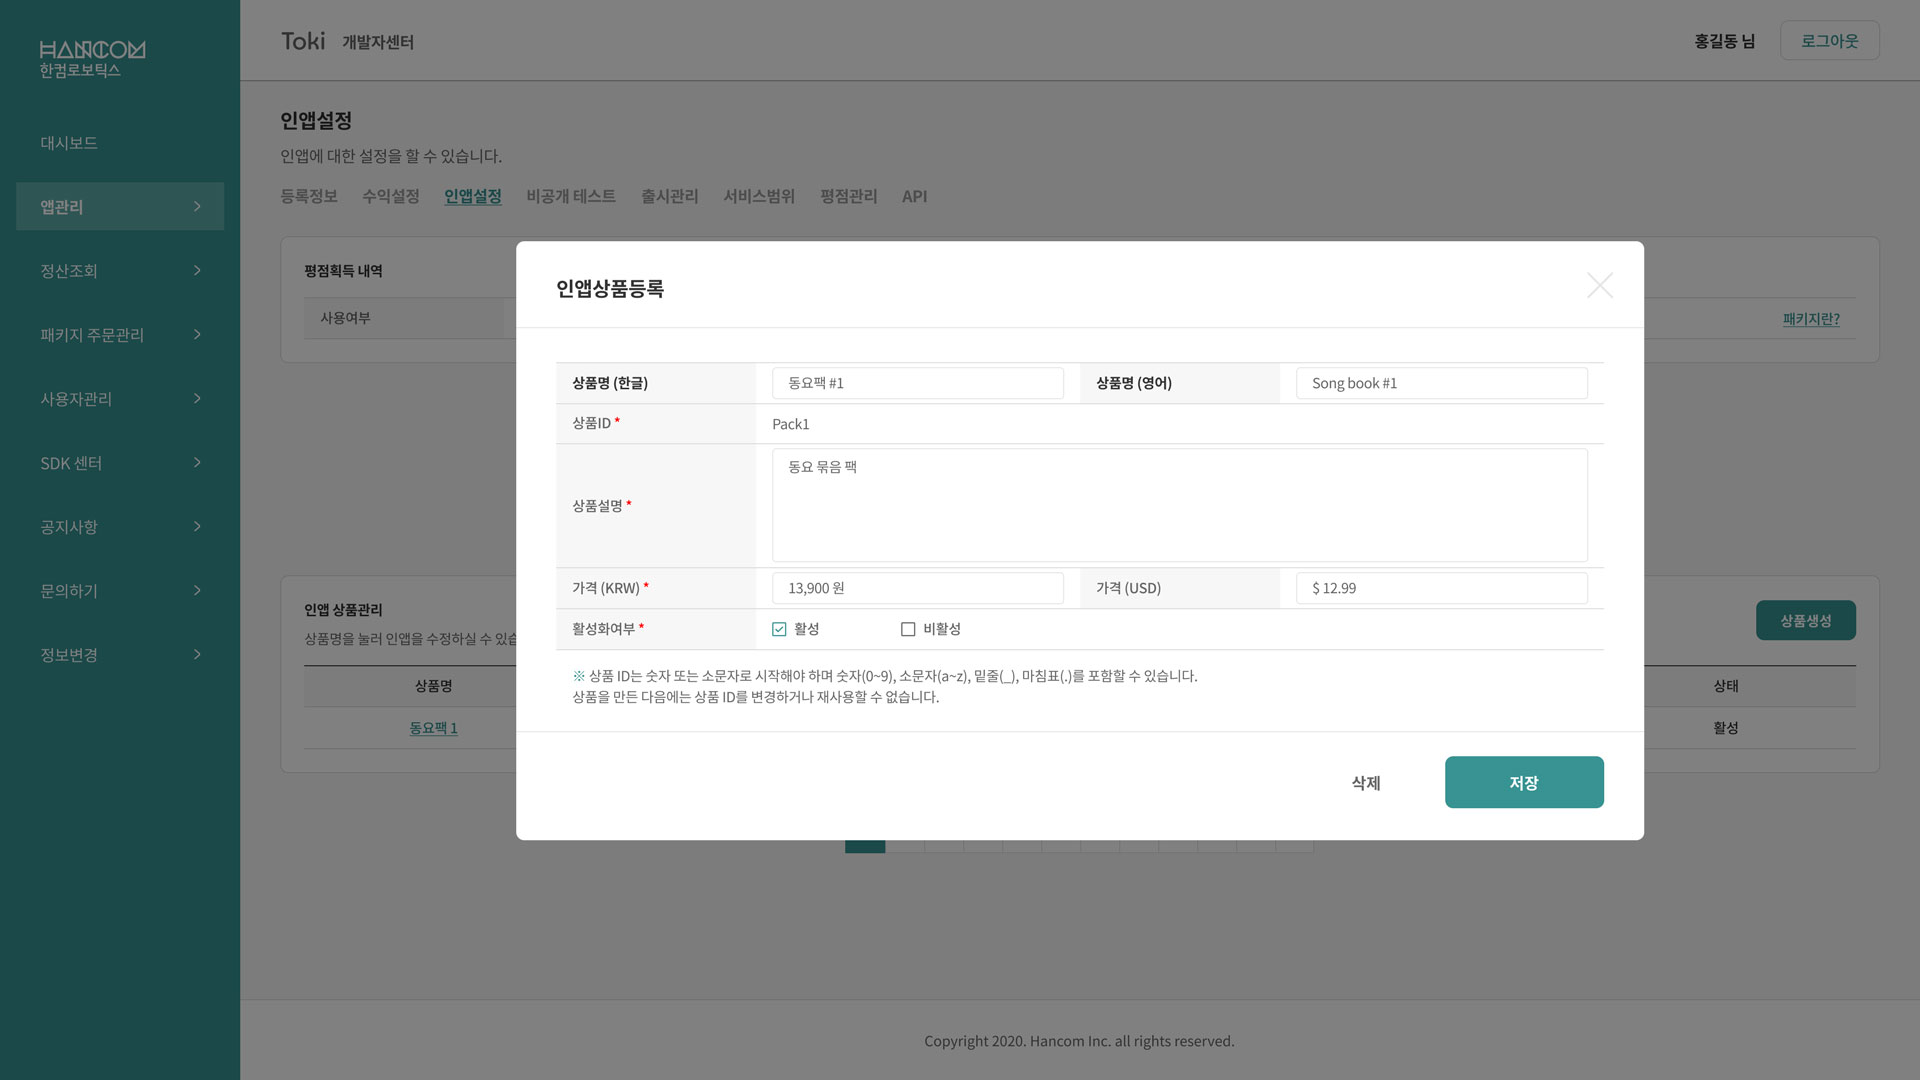 HANCOM
한컴로보틱스
대시보드
앱관리
정산조회
패키지 주문관리
사용자관리
SDK 센터
공지사항
문의하기
정보변경
Toki 개발자센터
홍길동 님 로그아웃
인앱설정
인앱에 대한 설정을 할 수 있습니다.
등록정보 수익설정 인앱설정 비공개 테스트 출시관리 서비스범위 평점관리 API
평점획득 내역
사용여부
패키지란?
인앱상품등록
상품명 (한글) 동요팩 #1 상품명 (영어) Song book #1
상품ID * Pack1
상품설명 * 동요 묶음 팩
가격 (KRW) * 13,900 원 가격 (USD) $ 12.99
활성화여부 * 활성 비활성
※ 상품 ID는 숫자 또는 소문자로 시작해야 하며 숫자(0~9), 소문자(a~z), 밑줄(_), 마침표(.)를 포함할 수 있습니다.
상품을 만든 다음에는 상품 ID를 변경하거나 재사용할 수 없습니다.
삭제 저장
인앱 상품관리
상품명을 눌러 인앱을 수정하실 수 있습
상품생성
상품명 상태
동요팩 1 활성
Copyright 2020. Hancom Inc. all rights reserved.